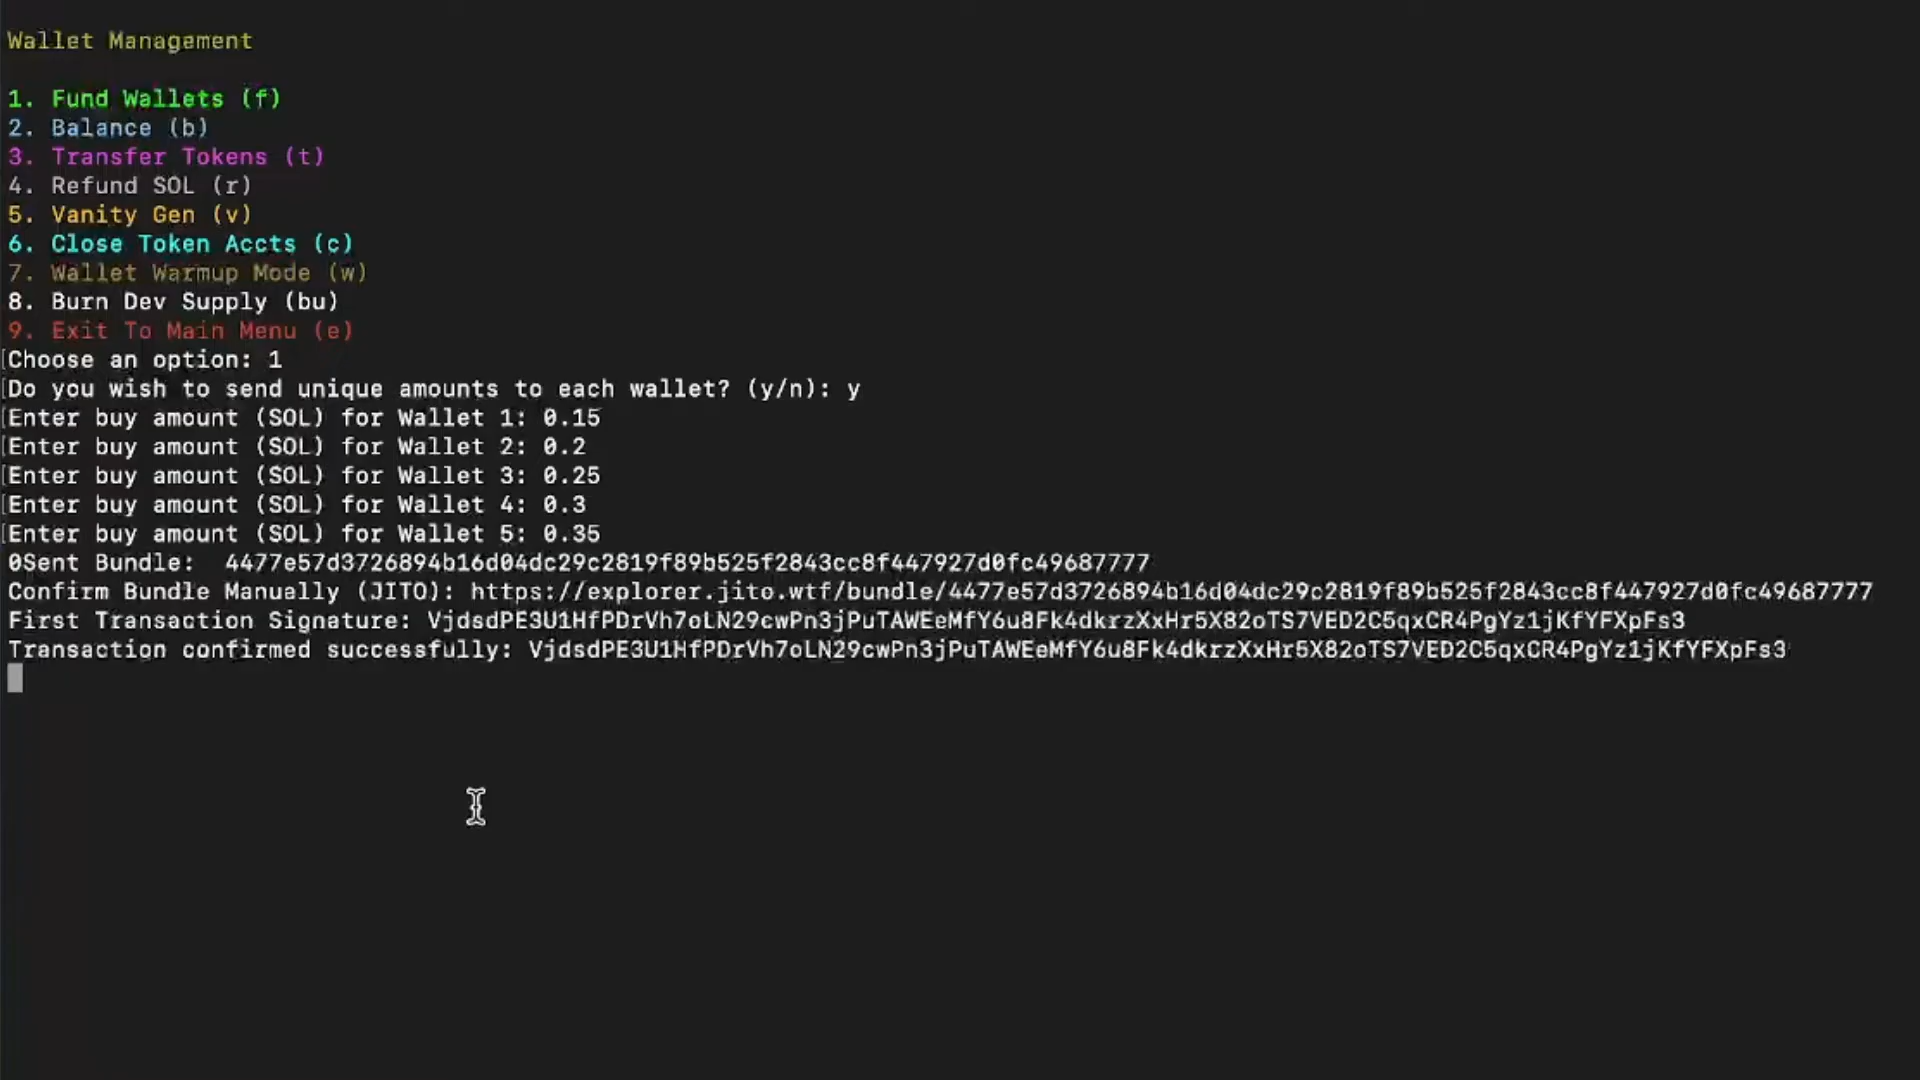 Wallet Management
1. Fund Wallets (f)
2. Balance (b)
3. Transfer Tokens (t)
4. Refund SOL (r)
5. Vanity Gen (v)
6. Close Token Accts (c)
7. Wallet Warmup Mode (w)
8. Burn Dev Supply (bu)
9. Exit To Main Menu (e)
[Choose an option: 1
[Do you wish to send unique amounts to each wallet? (y/n): y
[Enter buy amount (SOL) for Wallet 1: 0.15
[Enter buy amount (SOL) for Wallet 2: 0.2
[Enter buy amount (SOL) for Wallet 3: 0.25
[Enter buy amount (SOL) for Wallet 4: 0.3
[Enter buy amount (SOL) for Wallet 5: 0.35
0Sent Bundle:  4477e57d3726894b16d04dc29c2819f89b525f2843cc8f447927d0fc49687777
Confirm Bundle Manually (JITO): https://explorer.jito.wtf/bundle/4477e57d3726894b16d04dc29c2819f89b525f2843cc8f447927d0fc49687777
First Transaction Signature: VjdsdPE3U1HfPDrVh7oLN29cwPn3jPuTAWEeMfY6u8Fk4dkrzXxHr5X82oTS7VED2C5qxCR4PgYz1jKfYFXpFs3
Transaction confirmed successfully: VjdsdPE3U1HfPDrVh7oLN29cwPn3jPuTAWEeMfY6u8Fk4dkrzXxHr5X82oTS7VED2C5qxCR4PgYz1jKfYFXpFs3